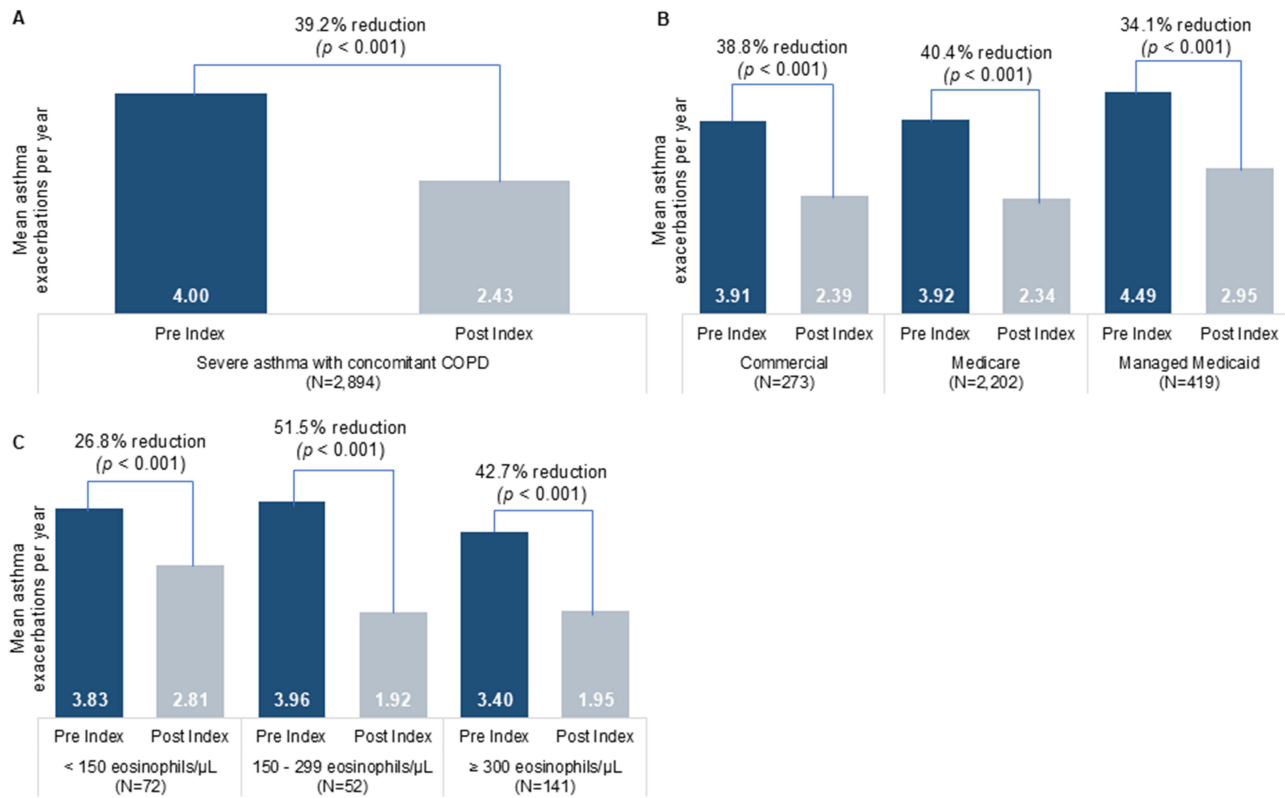 A
39.2% reduction
(p < 0.001)
Mean asthma
exacerbations per year
4.00
2.43
Pre Index
Post Index
Severe asthma with concomitant COPD
(N=2,894)
B
38.8% reduction
(p < 0.001)
40.4% reduction
(p < 0.001)
34.1% reduction
(p < 0.001)
Mean asthma
exacerbations per year
3.91
2.39
3.92
2.34
4.49
2.95
Pre Index
Post Index
Pre Index
Post Index
Pre Index
Post Index
Commercial
(N=273)
Medicare
(N=2,202)
Managed Medicaid
(N=419)
C
26.8% reduction
(p < 0.001)
51.5% reduction
(p < 0.001)
42.7% reduction
(p < 0.001)
Mean asthma
exacerbations per year
3.83
2.81
3.96
1.92
3.40
1.95
Pre Index
Post Index
Pre Index
Post Index
Pre Index
Post Index
< 150 eosinophils/µL
(N=72)
150 - 299 eosinophils/µL
(N=52)
≥ 300 eosinophils/µL
(N=141)